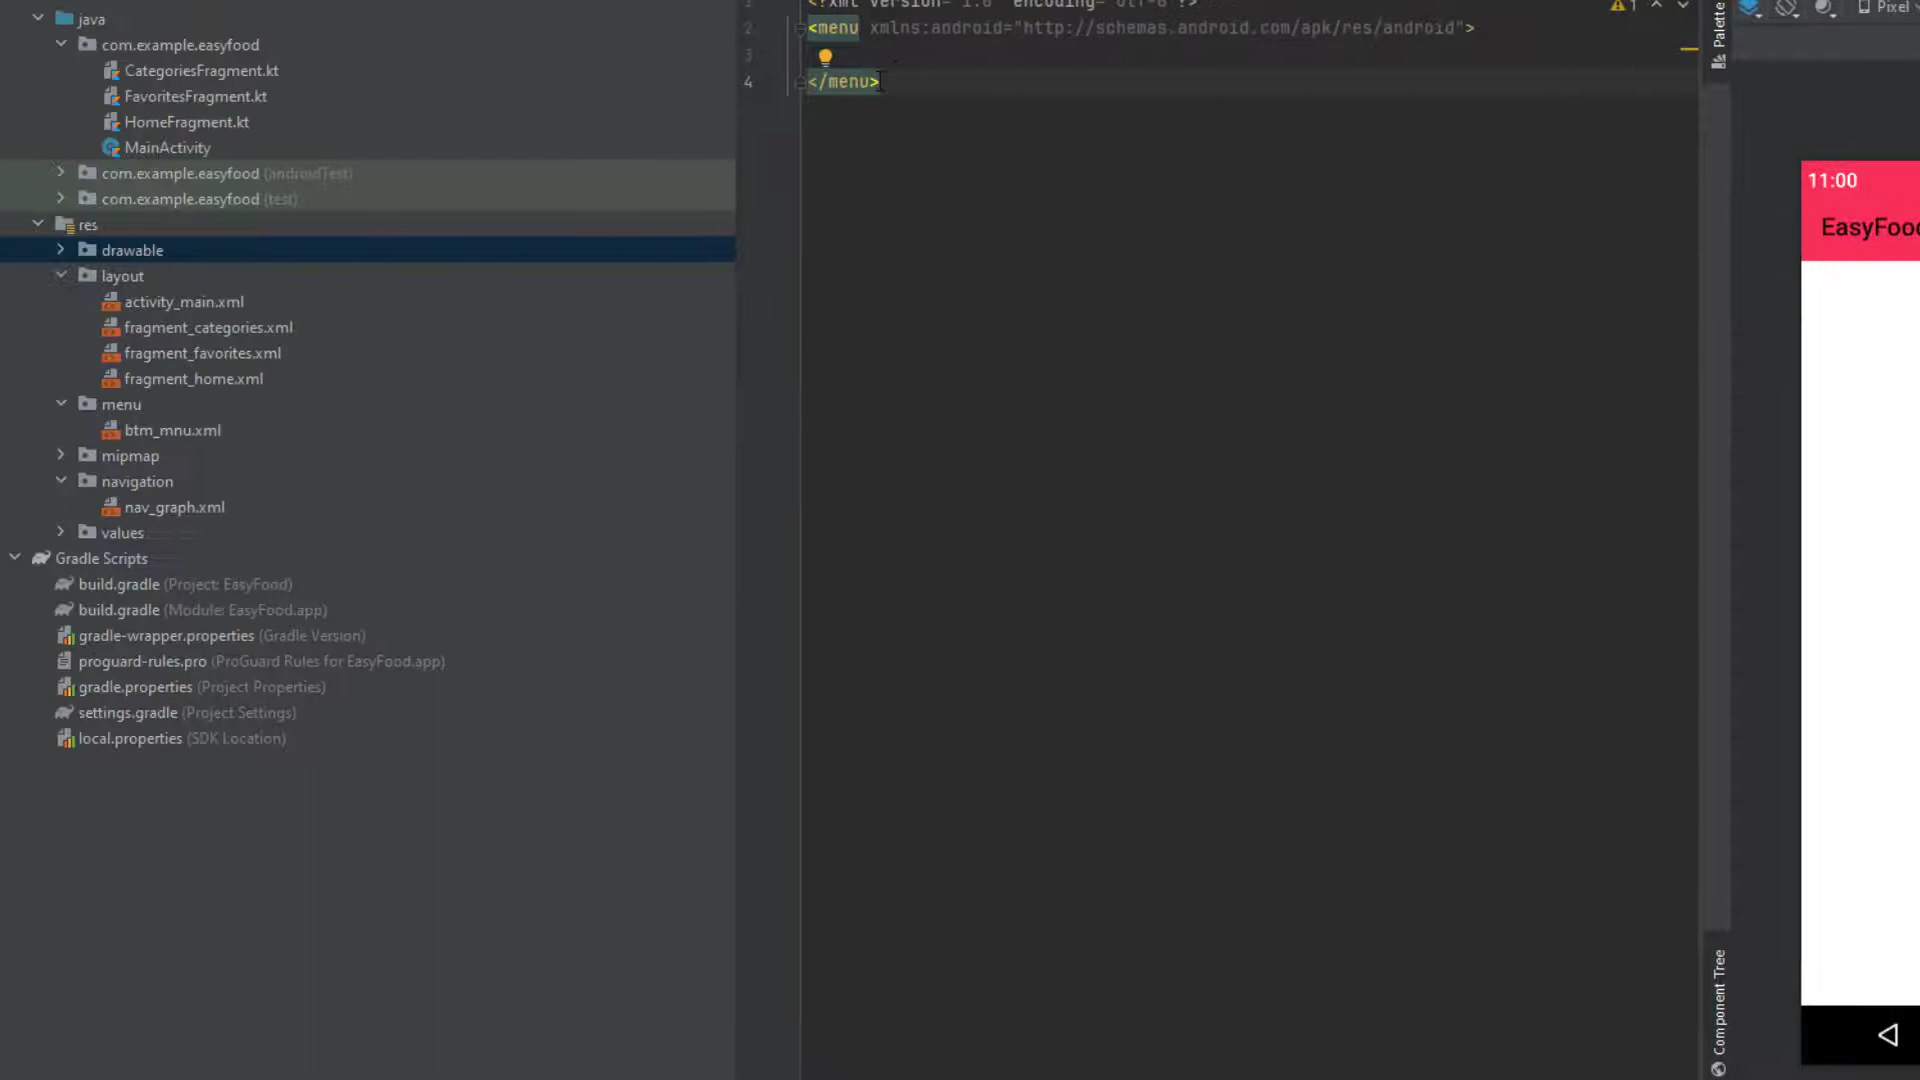 java
com.example.easyfood
CategoriesFragment.kt
FavoritesFragment.kt
HomeFragment.kt
MainActivity
com.example.easyfood (androidTest)
com.example.easyfood (test)
res
drawable
layout
activity_main.xml
fragment_categories.xml
fragment_favorites.xml
fragment_home.xml
menu
btm_mnu.xml
mipmap
navigation
nav_graph.xml
values
Gradle Scripts
build.gradle (Project: EasyFood)
build.gradle (Module: EasyFood.app)
gradle-wrapper.properties (Gradle Version)
proguard-rules.pro (ProGuard Rules for EasyFood.app)
gradle.properties (Project Properties)
settings.gradle (Project Settings)
local.properties (SDK Location)
2 <menu xmlns:android="http://schemas.android.com/apk/res/android">
3
4 </menu>
1
Palette
Pixel
11:00
EasyFood
Component Tree